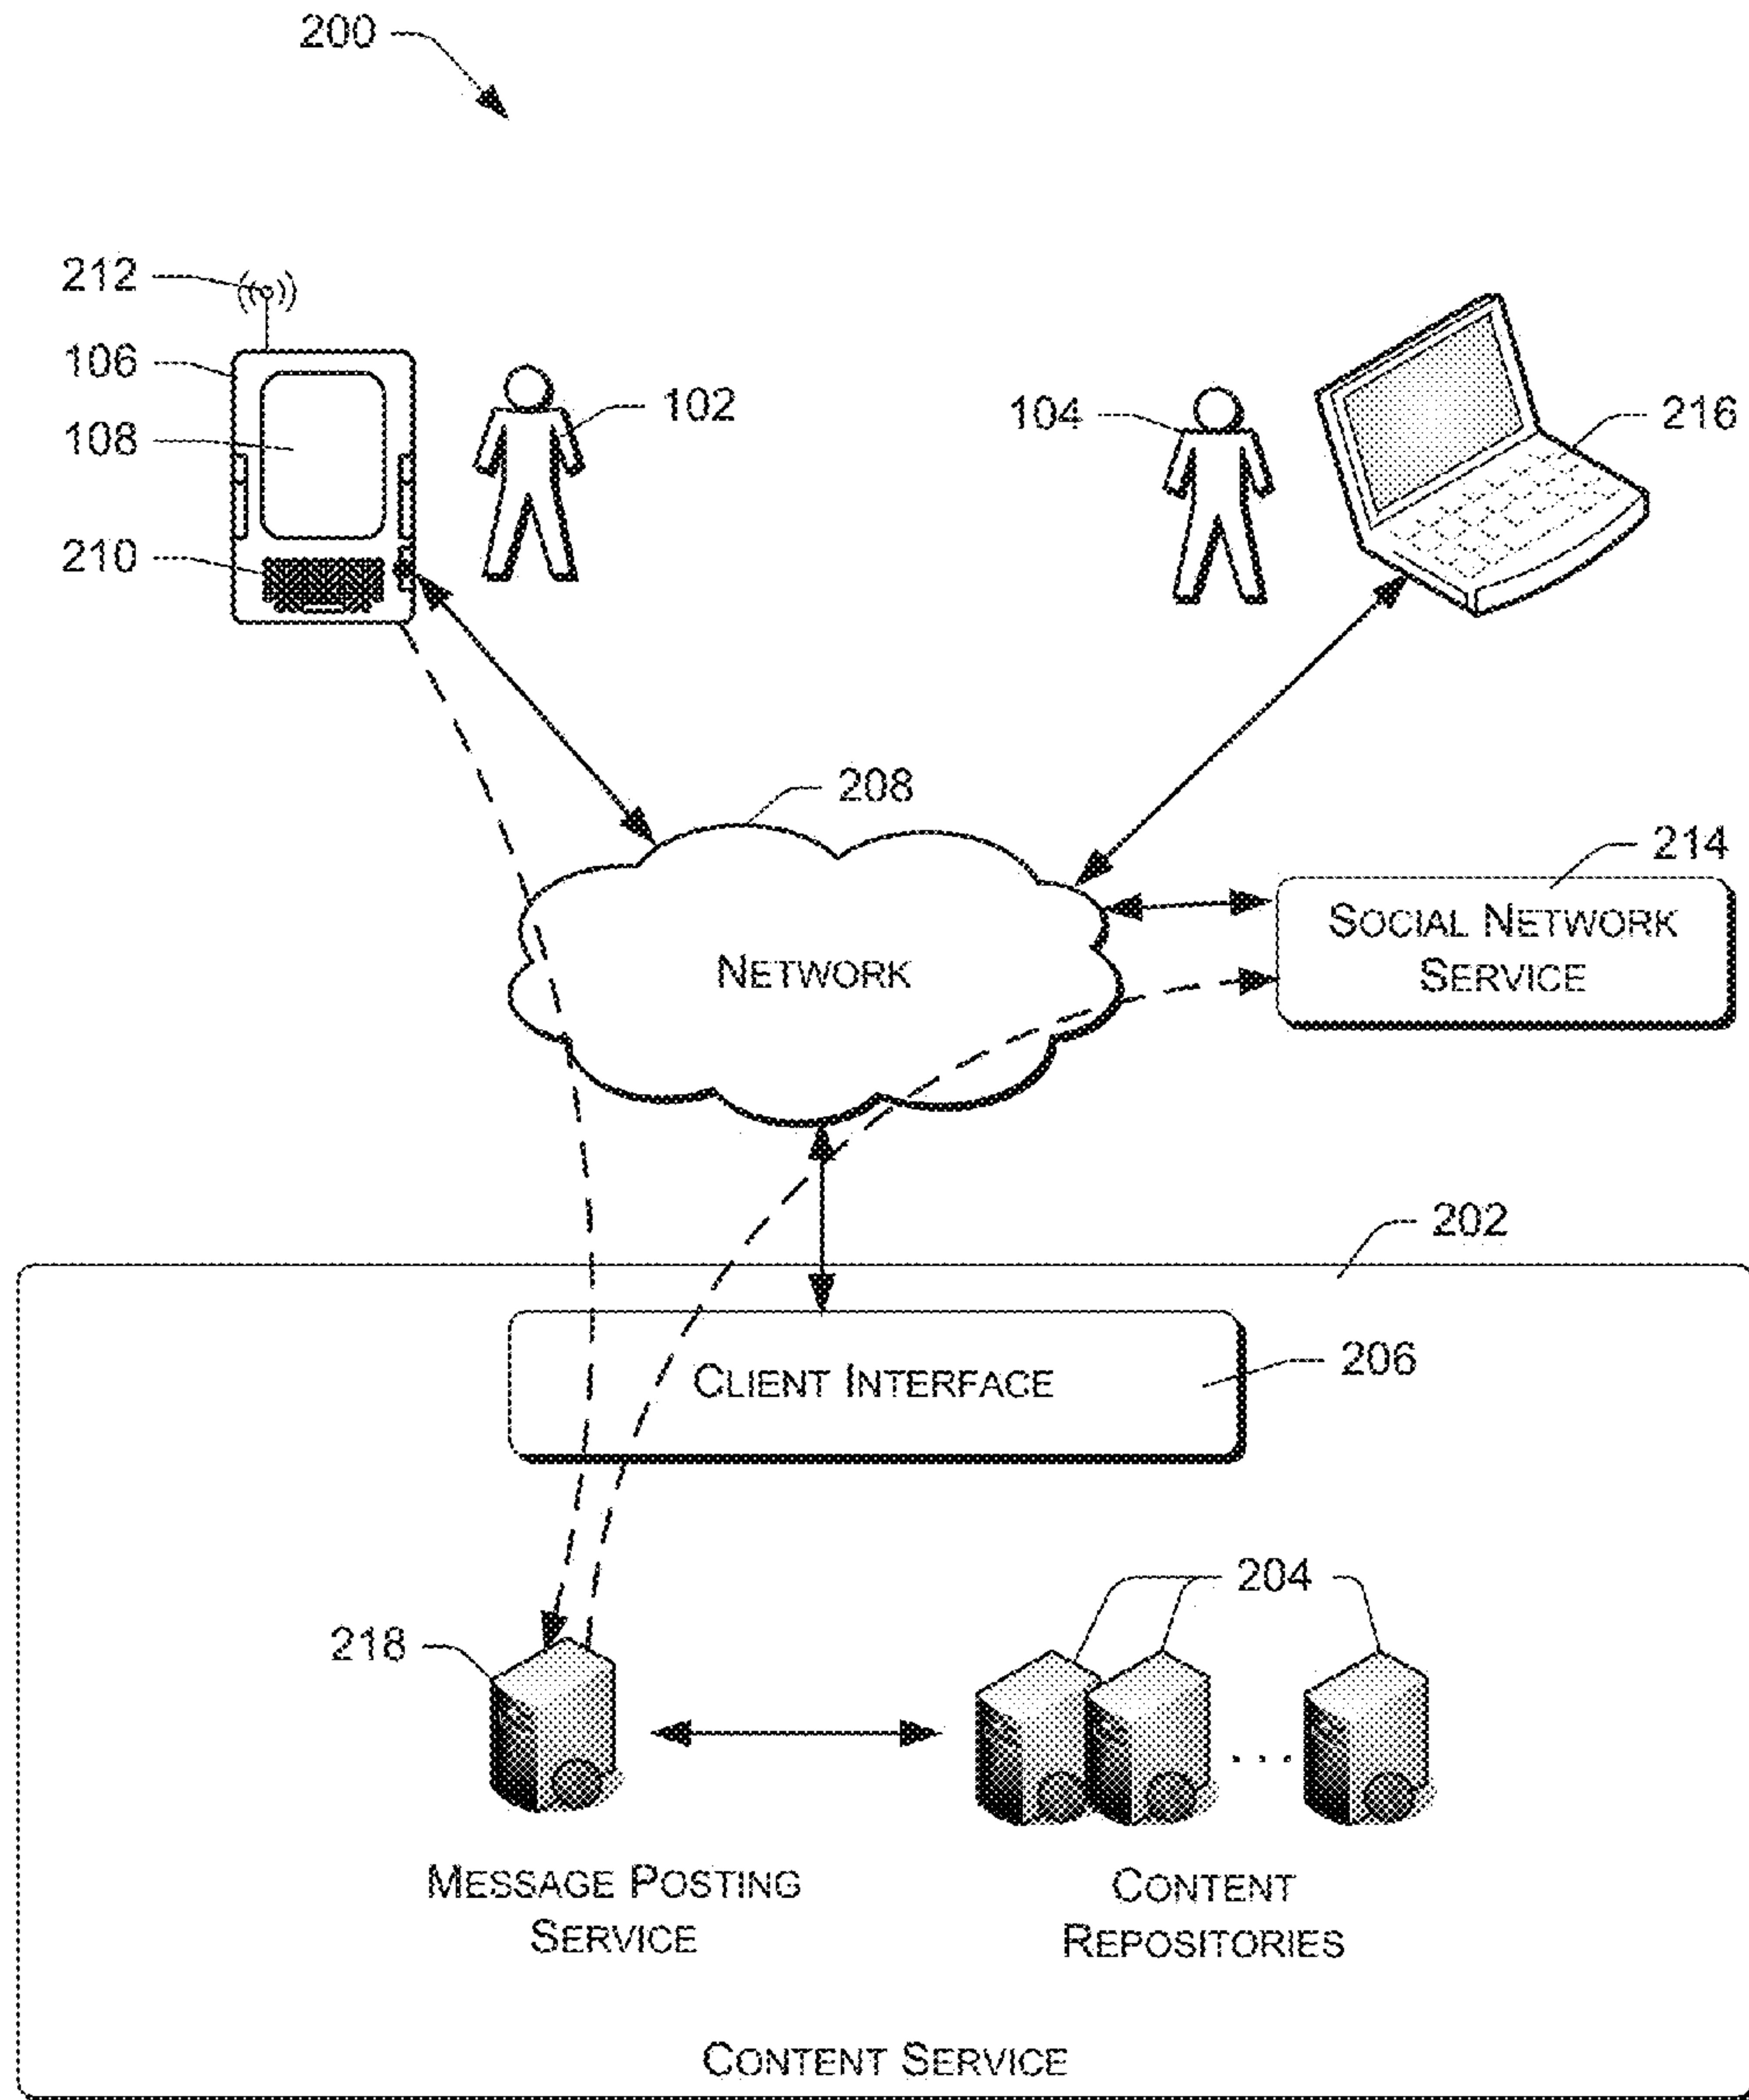 200
212
106
102
104
216
108
210
208
214
SOCIAL NETWORK
SERVICE
NETWORK
202
CLIENT INTERFACE
206
204
218
. . .
MESSAGE POSTING
SERVICE
CONTENT
REPOSITORIES
CONTENT SERVICE